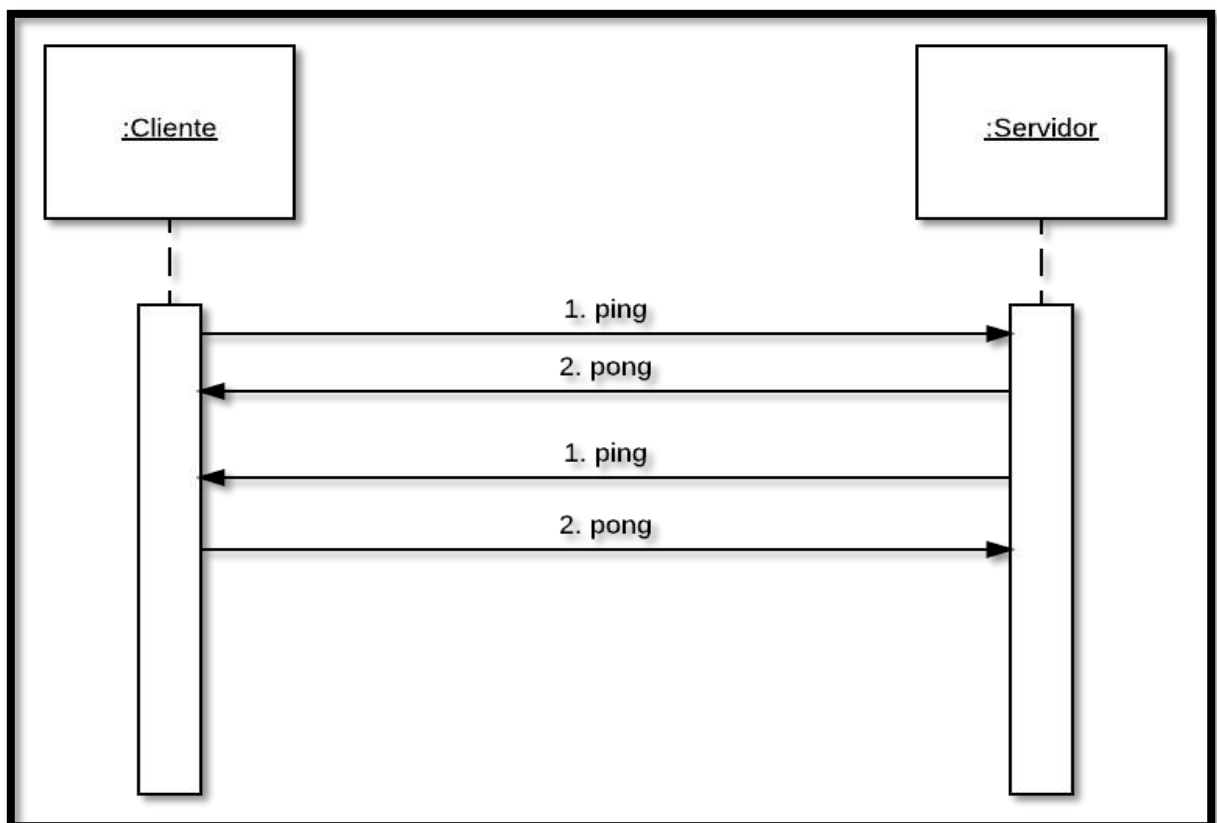 :Cliente
:Servidor
1. ping
2. pong
1. ping
2. pong